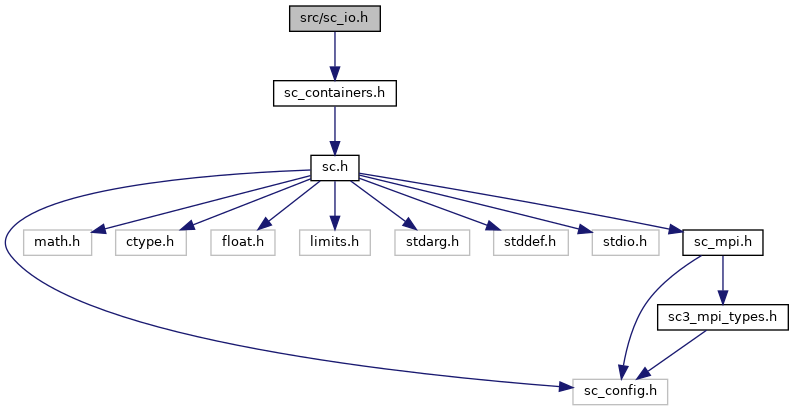 src/sc_io.h
sc_containers.h
sc.h
math.h
ctype.h
float.h
limits.h
stdarg.h
stddef.h
stdio.h
sc_mpi.h
sc3_mpi_types.h
sc_config.h